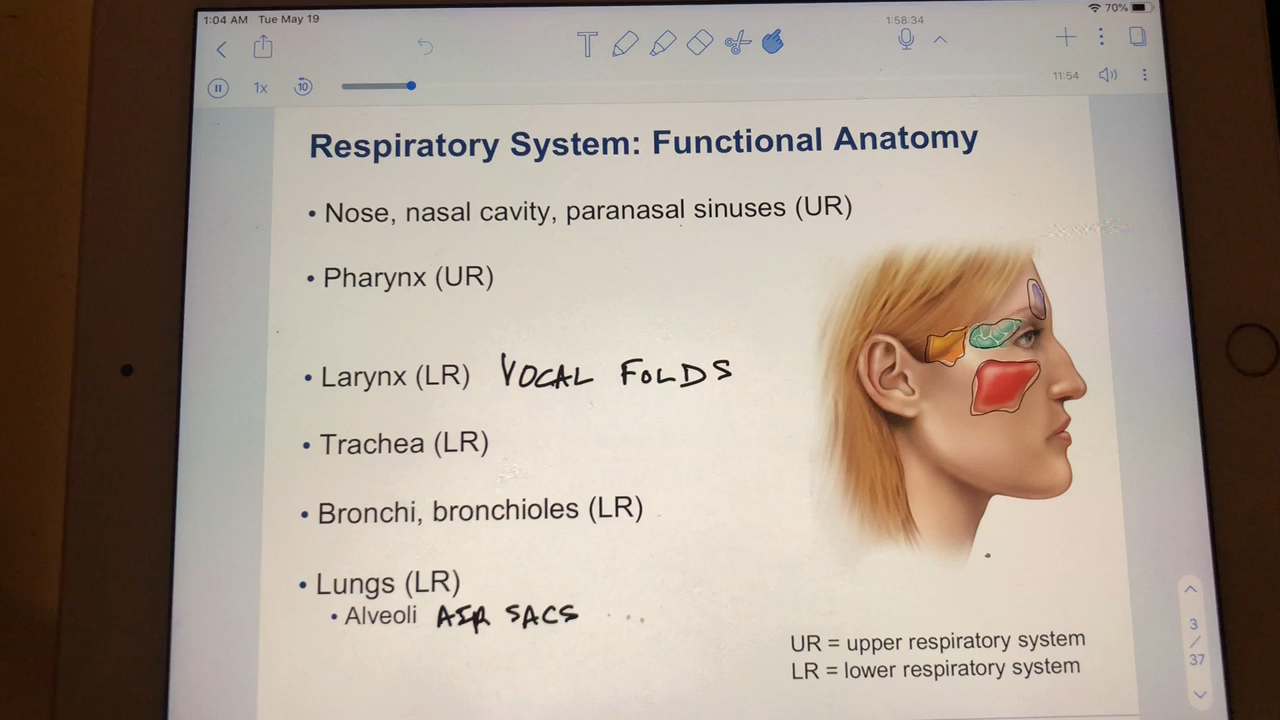 1:04 AM Tue May 19
70%
1:58:34
T
1x
10
11:54
Respiratory System: Functional Anatomy
• Nose, nasal cavity, paranasal sinuses (UR)
• Pharynx (UR)
• Larynx (LR) VOCAL FOLDS
• Trachea (LR)
• Bronchi, bronchioles (LR)
• Lungs (LR)
• Alveoli AIR SACS
UR = upper respiratory system
LR = lower respiratory system
3
/
37